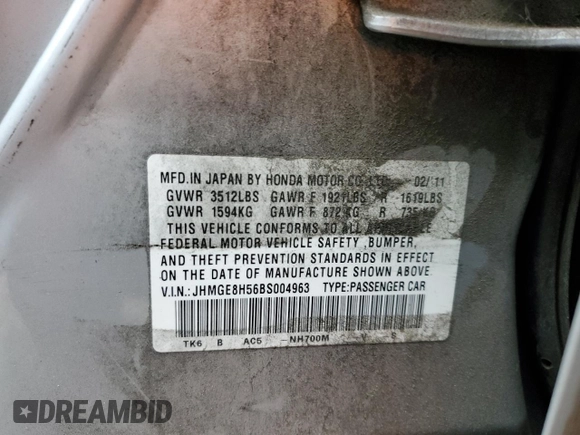 MFD. IN JAPAN BY HONDA MOTOR CO., LTD. 02/11
GVWR 3512LBS GAWR F 1921LBS R 1619LBS
GVWR 1594KG GAWR F 872KG R 735KG
THIS VEHICLE CONFORMS TO ALL APPLICABLE
FEDERAL MOTOR VEHICLE SAFETY ,BUMPER,
AND THEFT PREVENTION STANDARDS IN EFFECT
ON THE DATE OF MANUFACTURE SHOWN ABOVE.
V.I.N.:JHMGE8H56BS004963 TYPE:PASSENGER CAR
TK6 B AC5 -NH700M S
DREAMBID